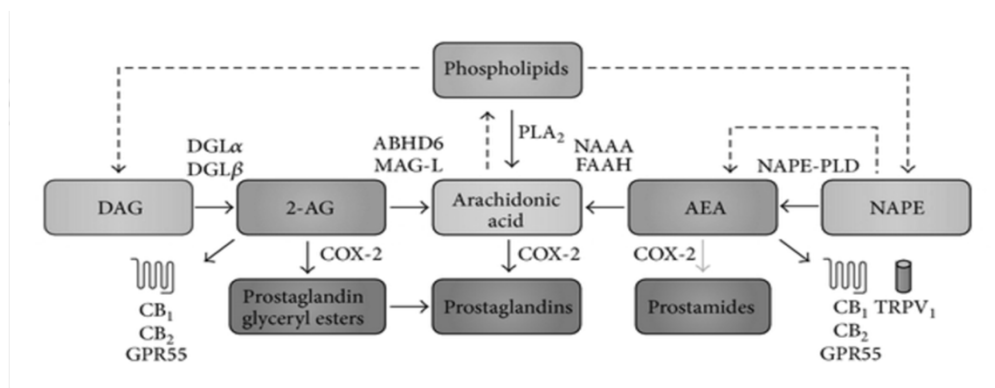 Phospholipids
PLA₂
DGLα
DGLβ
ABHD6
MAG-L
NAAA
FAAH
NAPE-PLD
DAG
2-AG
Arachidonic
acid
AEA
NAPE
COX-2
COX-2
COX-2
Prostaglandin
glyceryl esters
Prostaglandins
Prostamides
CB₁
CB₂
GPR55
CB₁ TRPV₁
CB₂
GPR55